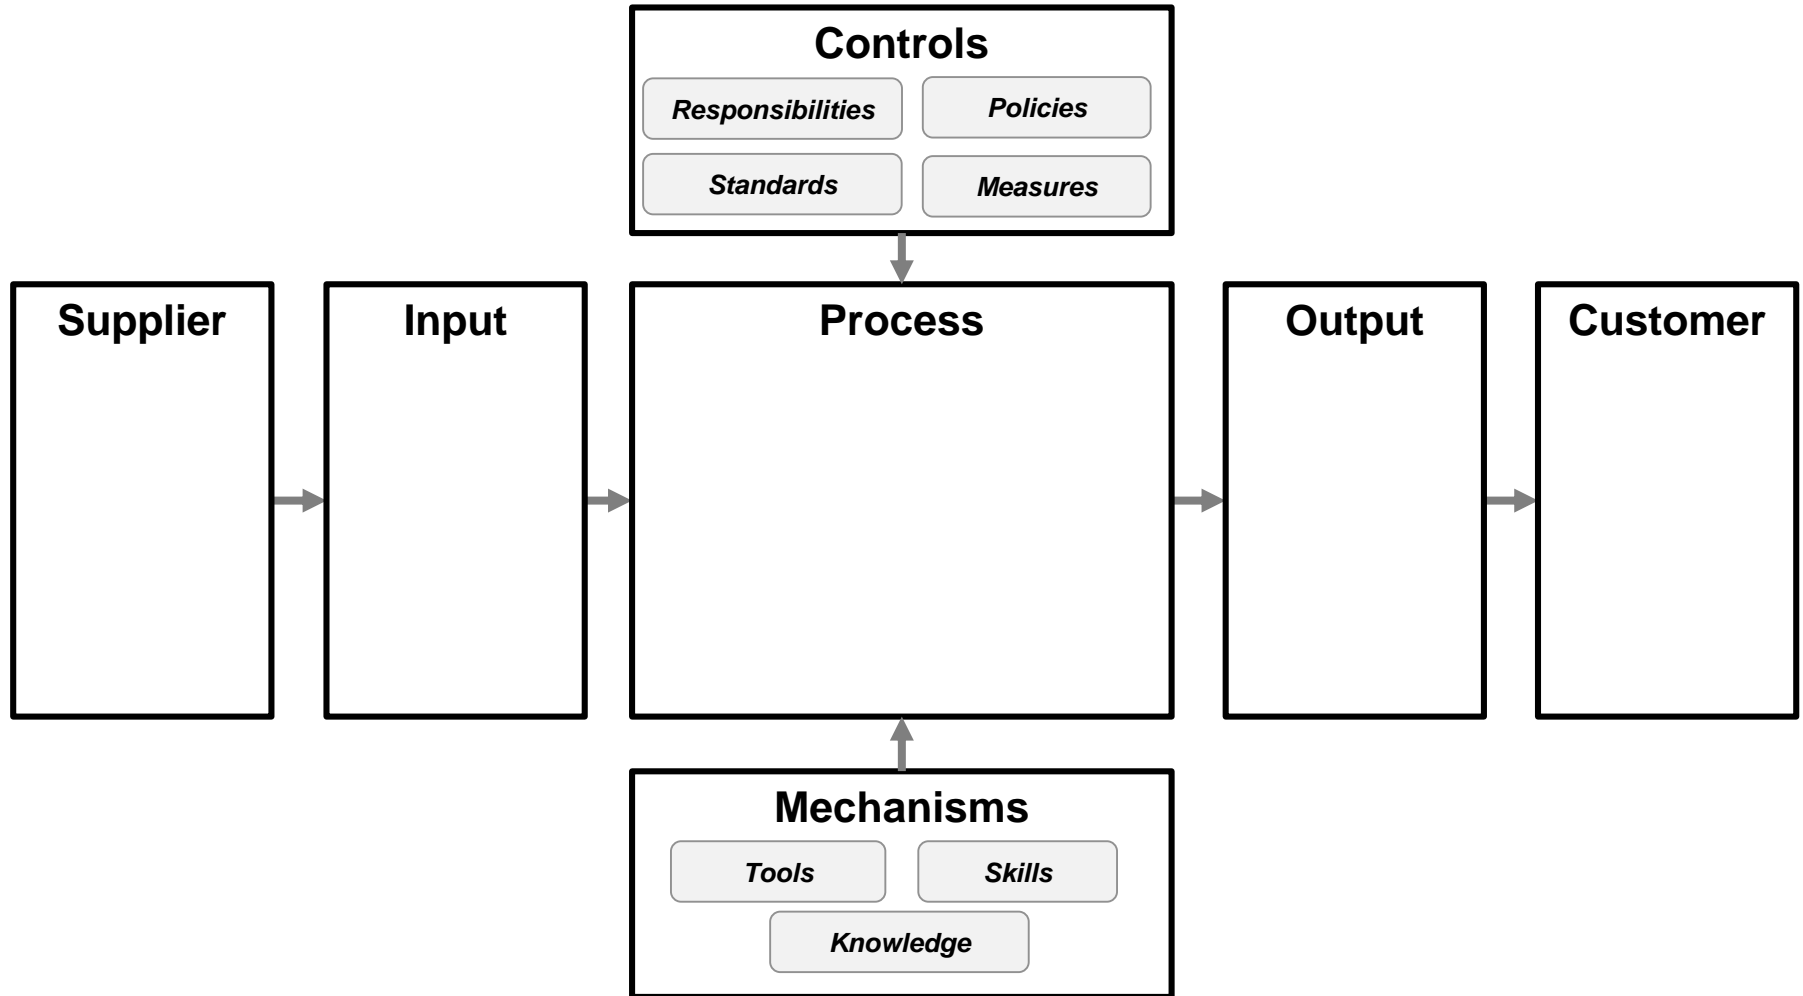 Controls
Responsibilities
Policies
Standards
Measures
Supplier
Input
Process
Output
Customer
Mechanisms
Tools
Skills
Knowledge